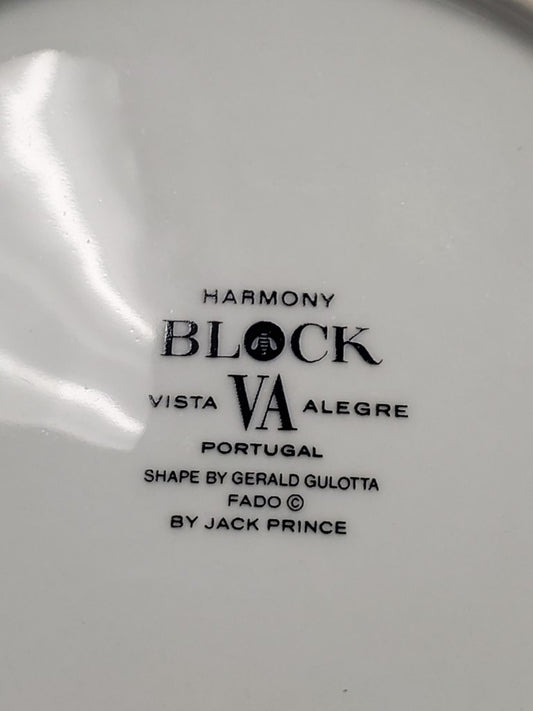 HARMONY
BLOCK
VISTA VA ALEGRE
PORTUGAL
SHAPE BY GERALD GULOTTA
FADO ©
BY JACK PRINCE